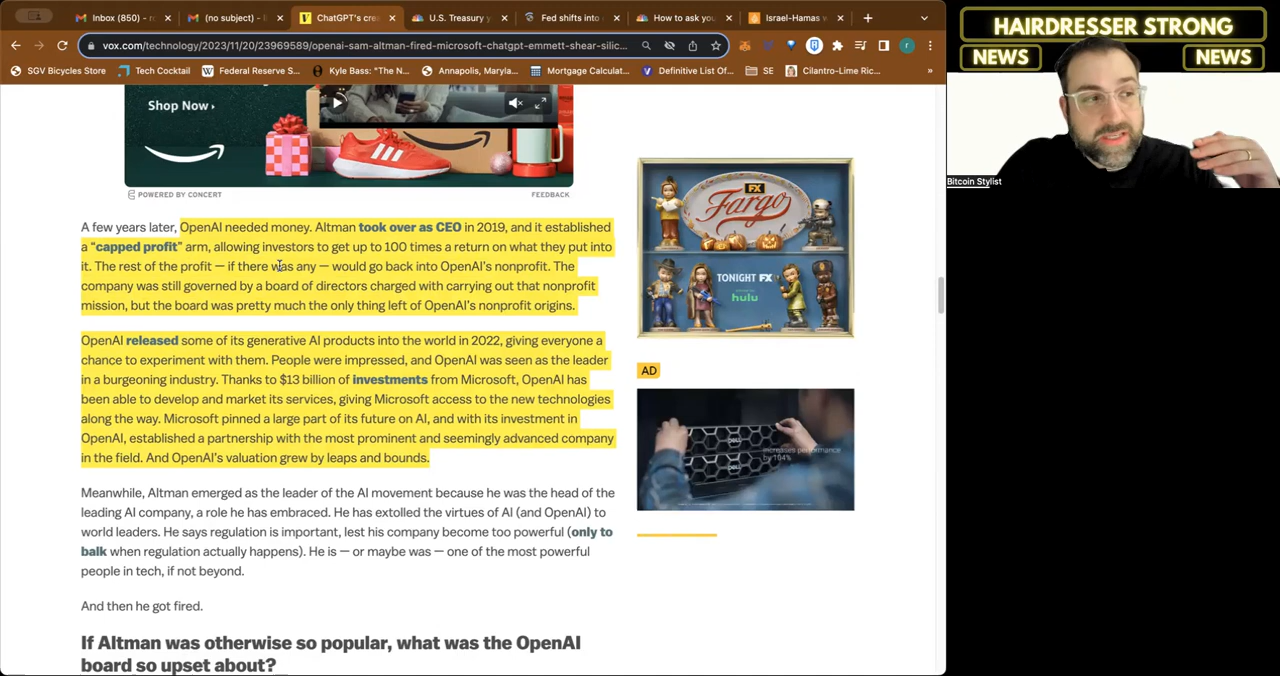 Inbox (850) - r
(no subject) - l
ChatGPT's cre
U.S. Treasury y
Fed shifts into
How to ask you
Israel-Hamas w
vox.com/technology/2023/11/20/23969589/openai-sam-altman-fired-microsoft-chatgpt-emmett-shear-silic...
SGV Bicycles Store
Tech Cocktail
Federal Reserve S...
Kyle Bass: "The N...
Annapolis, Maryla...
Mortgage Calculat...
Definitive List Of...
SE
Cilantro-Lime Ric...
»
HAIRDRESSER STRONG
NEWS
NEWS
Bitcoin Stylist
Shop Now ›
POWERED BY CONCERT
FEEDBACK
A few years later, OpenAI needed money. Altman took over as CEO in 2019, and it established
a “capped profit” arm, allowing investors to get up to 100 times a return on what they put into
it. The rest of the profit — if there was any — would go back into OpenAI’s nonprofit. The
company was still governed by a board of directors charged with carrying out that nonprofit
mission, but the board was pretty much the only thing left of OpenAI’s nonprofit origins.
OpenAI released some of its generative AI products into the world in 2022, giving everyone a
chance to experiment with them. People were impressed, and OpenAI was seen as the leader
in a burgeoning industry. Thanks to $13 billion of investments from Microsoft, OpenAI has
been able to develop and market its services, giving Microsoft access to the new technologies
along the way. Microsoft pinned a large part of its future on AI, and with its investment in
OpenAI, established a partnership with the most prominent and seemingly advanced company
in the field. And OpenAI’s valuation grew by leaps and bounds.
Meanwhile, Altman emerged as the leader of the AI movement because he was the head of the
leading AI company, a role he has embraced. He has extolled the virtues of AI (and OpenAI) to
world leaders. He says regulation is important, lest his company become too powerful (only to
balk when regulation actually happens). He is — or maybe was — one of the most powerful
people in tech, if not beyond.
And then he got fired.
If Altman was otherwise so popular, what was the OpenAI
board so upset about?
FX
Fargo
TONIGHT FX
hulu
AD
DELL
increases performance
by 104%